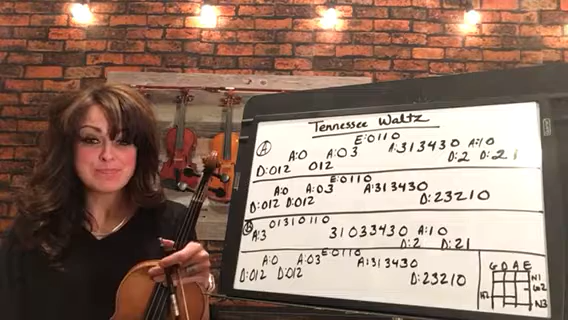 Tennessee Waltz
E:0110
A A:0 A:03 A:313430 A:10
D:012 012 D:2 D:21
E:0110
A:0 A:03 A:313430
D:012 D:012 D:23210
B 01310110
A:3 31033430 A:10
D:2 D:21
A:0 A:03 E:0110 A:313430
D:012 D:012 D:23210
G D A E
N1
N3